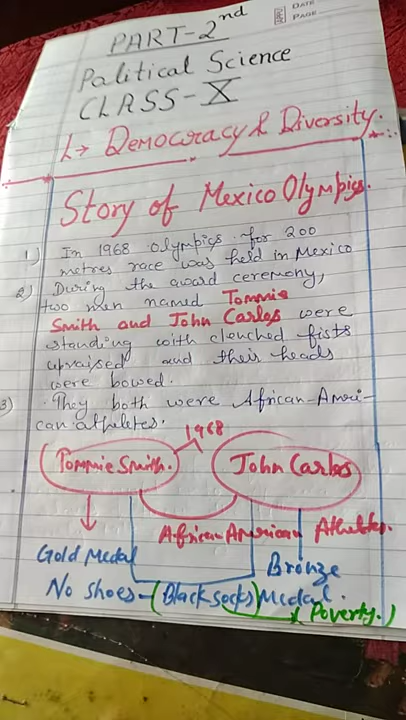 DATE
PAGE
PART-2nd
Palitical Science
CLASS-X
L→ Democracy & Diversity.
Story of Mexico Olympics.
1) In 1968 olympics for 200
metres race was held in Mexico
2) During the award ceremony,
two men named Tommie
Smith and John Carlos were
standing with clenched fists
upraised and their heads
were bowed.
3) They both were African-Ameri-
can athletes.
1968
Tommie Smith. John Carlos
African American Athletes.
Gold Medal
Bronze
No shoes-(Black socks) Medal.
(Poverty.)